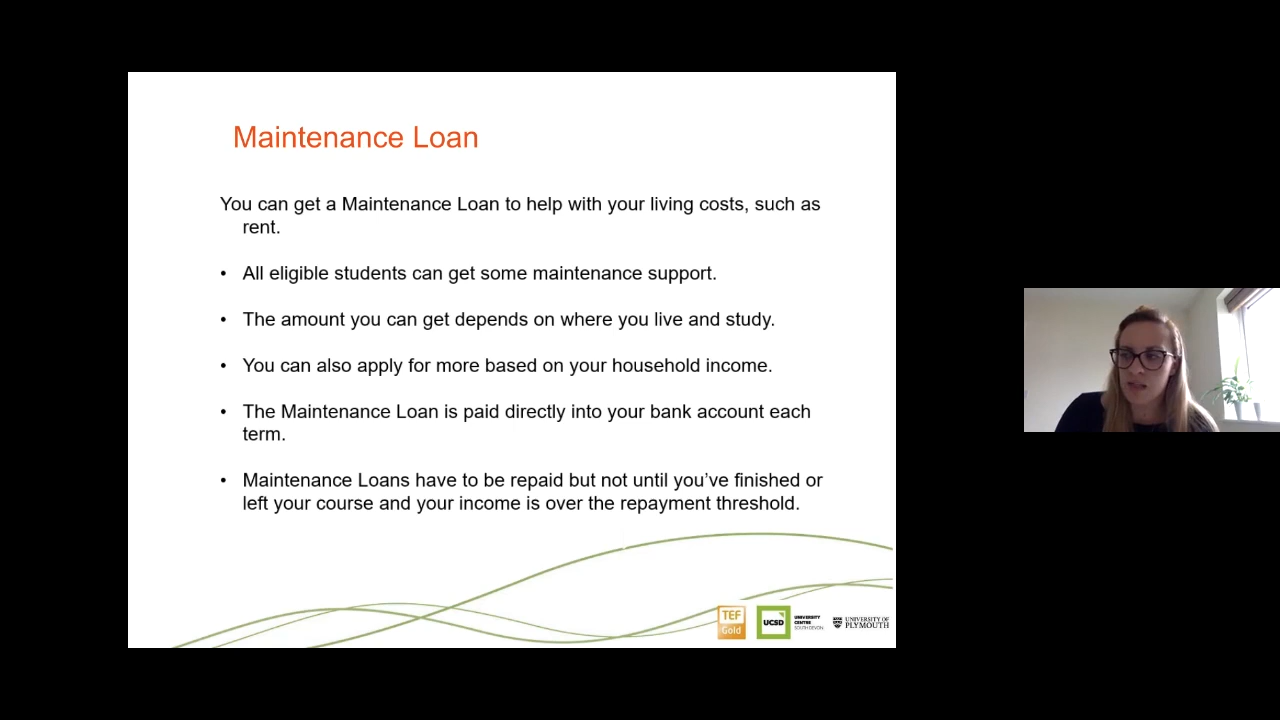 Maintenance Loan
You can get a Maintenance Loan to help with your living costs, such as
rent.
• All eligible students can get some maintenance support.
• The amount you can get depends on where you live and study.
• You can also apply for more based on your household income.
• The Maintenance Loan is paid directly into your bank account each
term.
• Maintenance Loans have to be repaid but not until you’ve finished or
left your course and your income is over the repayment threshold.
TEF
Gold
UCSD
UNIVERSITY
CENTRE
SOUTH DEVON
UNIVERSITY OF
PLYMOUTH